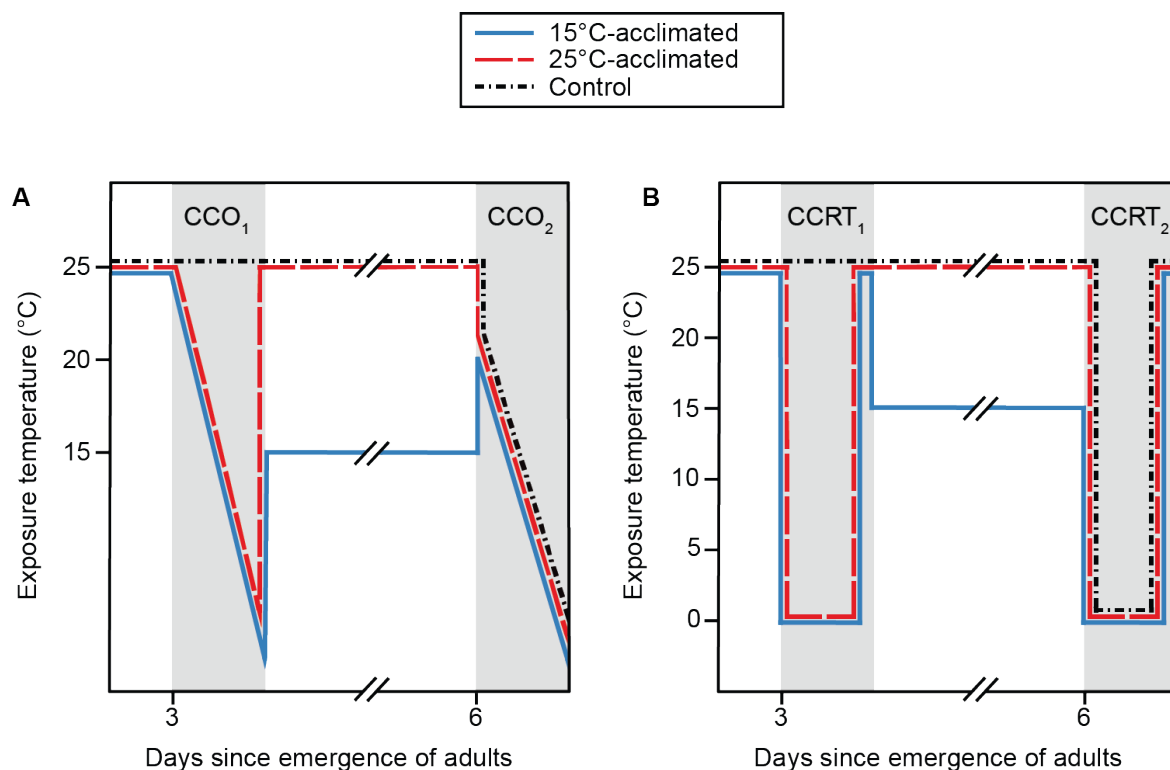 15°C-acclimated
25°C-acclimated
Control
A
CCO₁
CCO₂
25
20
15
Exposure temperature (°C)
3
6
Days since emergence of adults
B
CCRT₁
CCRT₂
25
20
15
10
5
0
Exposure temperature (°C)
3
6
Days since emergence of adults